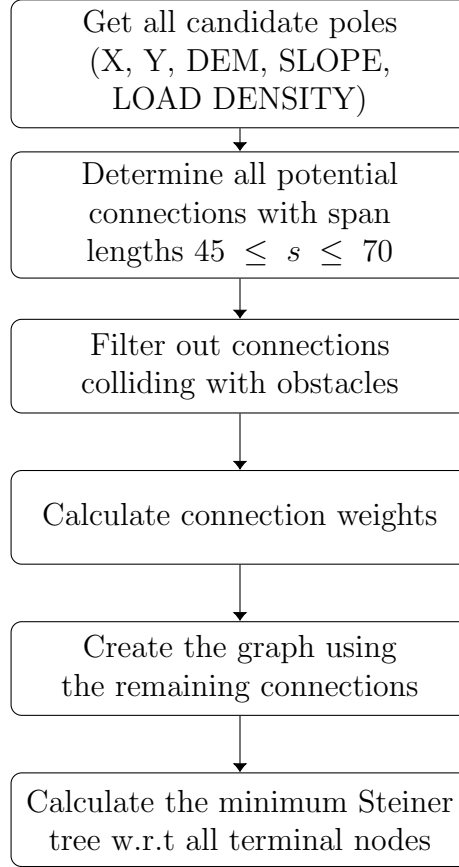 Get all candidate poles
(X, Y, DEM, SLOPE,
LOAD DENSITY)
Determine all potential
connections with span
lengths 45 ≤ s ≤ 70
Filter out connections
colliding with obstacles
Calculate connection weights
Create the graph using
the remaining connections
Calculate the minimum Steiner
tree w.r.t all terminal nodes